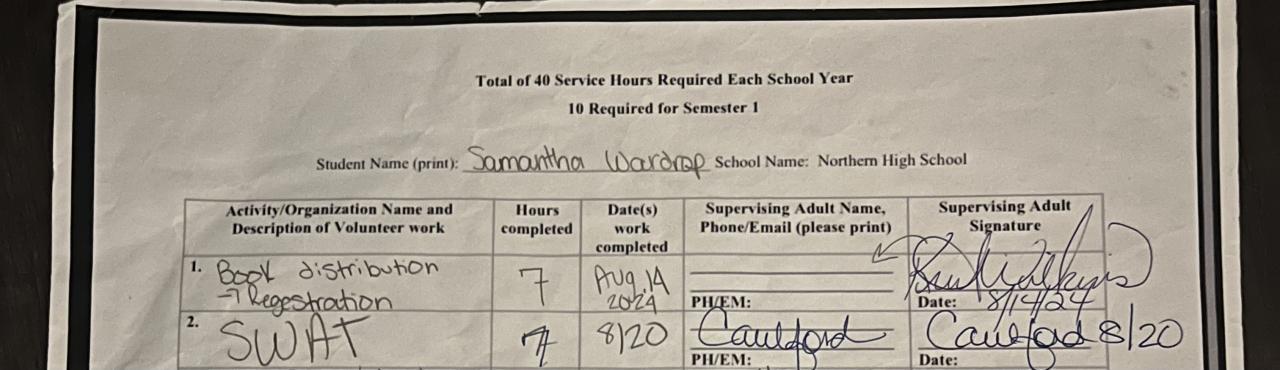 Total of 40 Service Hours Required Each School Year
10 Required for Semester 1
Student Name (print): Samantha Wardrop School Name: Northern High School
Activity/Organization Name and Description of Volunteer work
Hours completed
Date(s) work completed
Supervising Adult Name, Phone/Email (please print)
Supervising Adult Signature
1. Book distribution
→ Regestration
7
Aug. 14
2024
PH/EM:
Date: 8/14/24
2. SWAT
7
8/20
PH/EM:
8/20
Date: